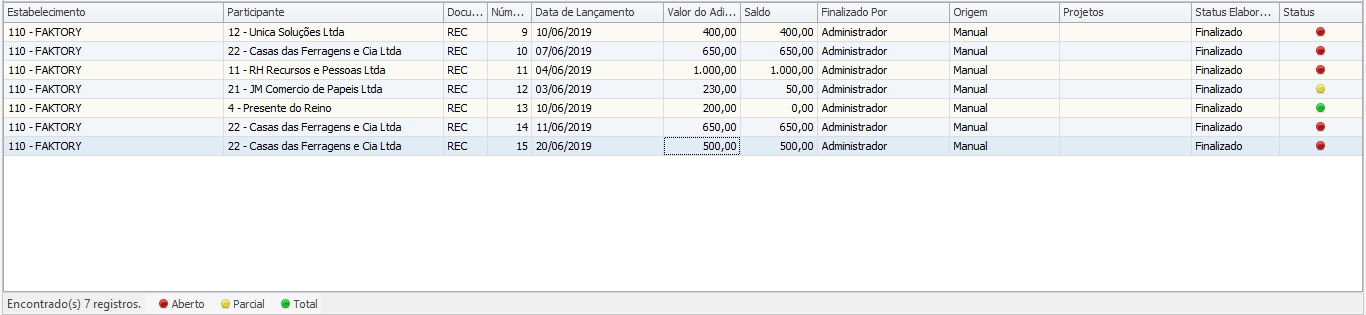 Estabelecimento Participante Docu... Núm... Data de Lançamento Valor do Adi... Saldo Finalizado Por Origem Projetos Status Elabor... Status
110 - FAKTORY 12 - Unica Soluções Ltda REC 9 10/06/2019 400,00 400,00 Administrador Manual Finalizado
110 - FAKTORY 22 - Casas das Ferragens e Cia Ltda REC 10 07/06/2019 650,00 650,00 Administrador Manual Finalizado
110 - FAKTORY 11 - RH Recursos e Pessoas Ltda REC 11 04/06/2019 1.000,00 1.000,00 Administrador Manual Finalizado
110 - FAKTORY 21 - JM Comercio de Papeis Ltda REC 12 03/06/2019 230,00 50,00 Administrador Manual Finalizado
110 - FAKTORY 4 - Presente do Reino REC 13 10/06/2019 200,00 0,00 Administrador Manual Finalizado
110 - FAKTORY 22 - Casas das Ferragens e Cia Ltda REC 14 11/06/2019 650,00 650,00 Administrador Manual Finalizado
110 - FAKTORY 22 - Casas das Ferragens e Cia Ltda REC 15 20/06/2019 500,00 500,00 Administrador Manual Finalizado
Encontrado(s) 7 registros. Aberto Parcial Total